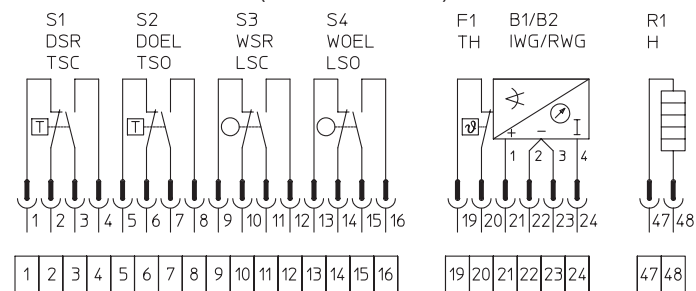 S1 S2 S3 S4 F1 B1/B2 R1
DSR DOEL WSR WOEL TH IWG/RWG H
TSC TSO LSC LSO
T T ϑ
+ − I
1 2 3 4
1 2 3 4 5 6 7 8 9 10 11 12 13 14 15 16 19 20 21 22 23 24 47 48
1 2 3 4 5 6 7 8 9 10 11 12 13 14 15 16 19 20 21 22 23 24 47 48